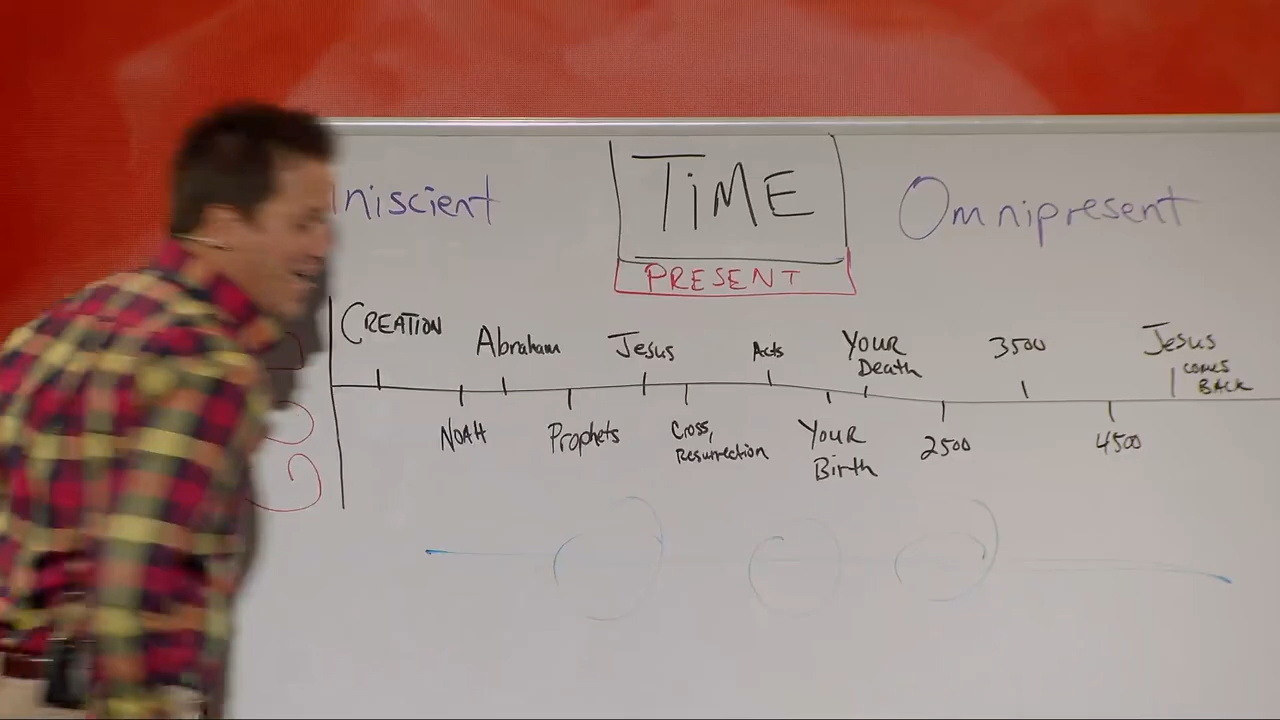 niscient
TiME
Omnipresent
PRESENT
CREATION
Abraham
Jesus
Acts
YOUR
Death
3500
Jesus
COMES
BACK
NOAH
Prophets
Cross,
Resurrection
YOUR
Birth
2500
4500